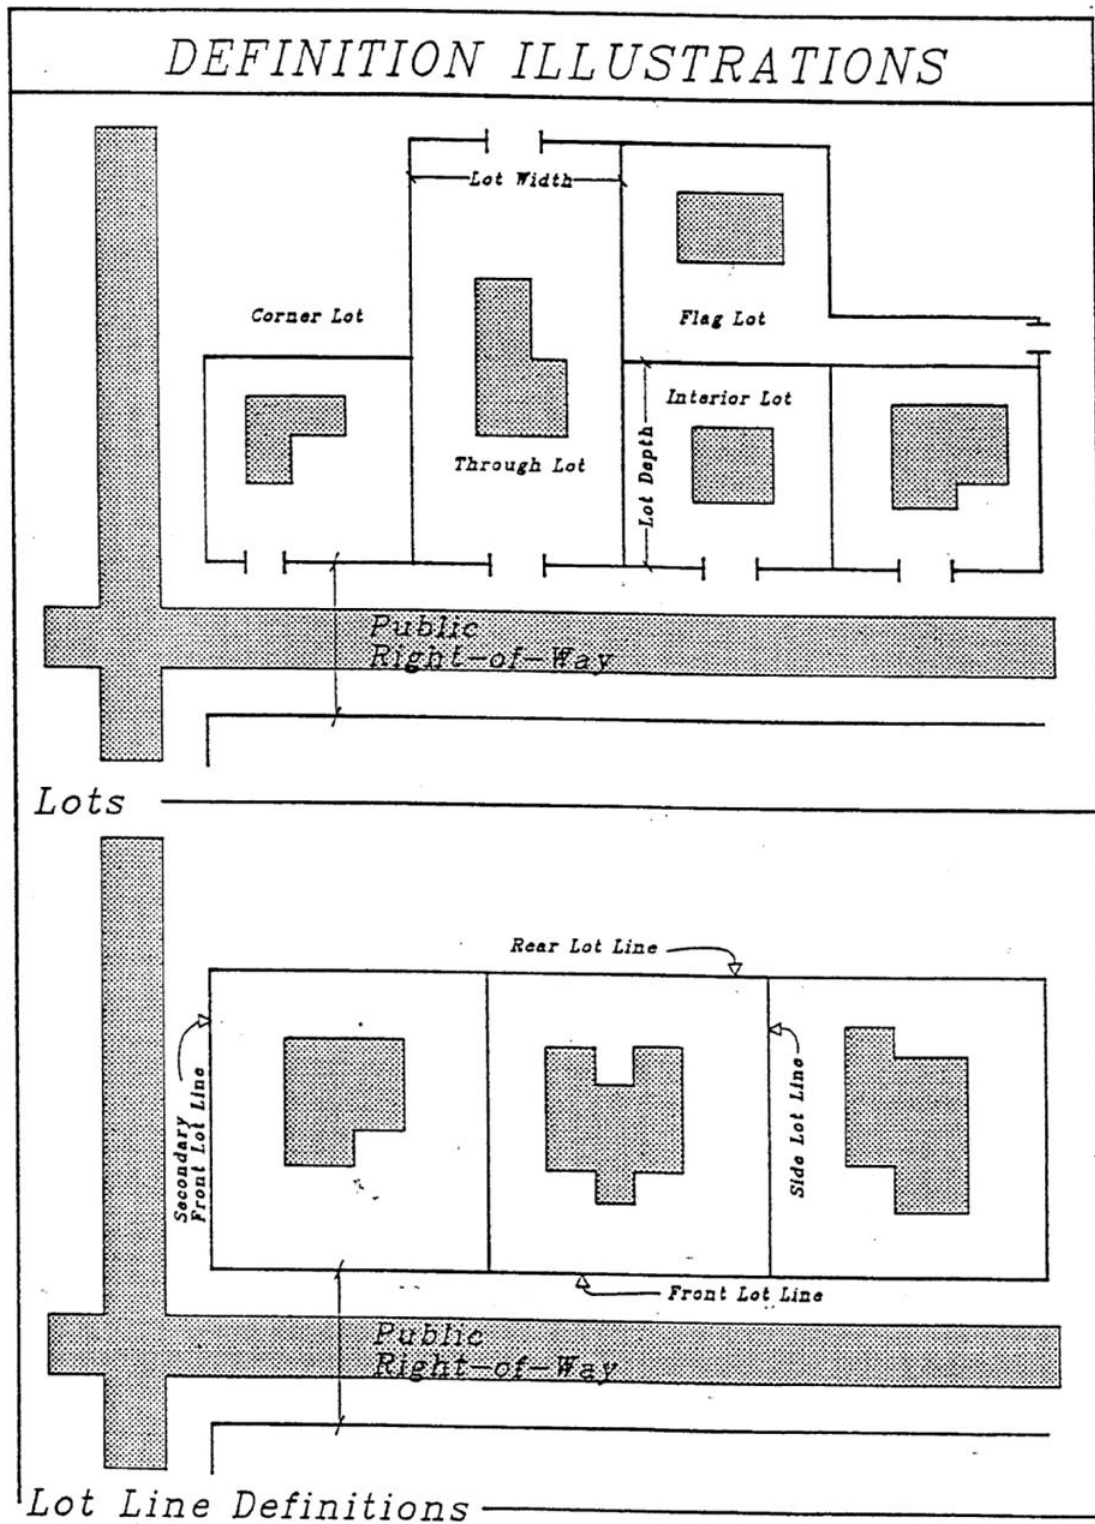 DEFINITION ILLUSTRATIONS
Lot Width
Corner Lot
Flag Lot
Interior Lot
Through Lot
Lot Depth
Public
Right-of-Way
Lots
Rear Lot Line
Secondary
Front Lot Line
Side Lot Line
Front Lot Line
Public
Right-of-Way
Lot Line Definitions